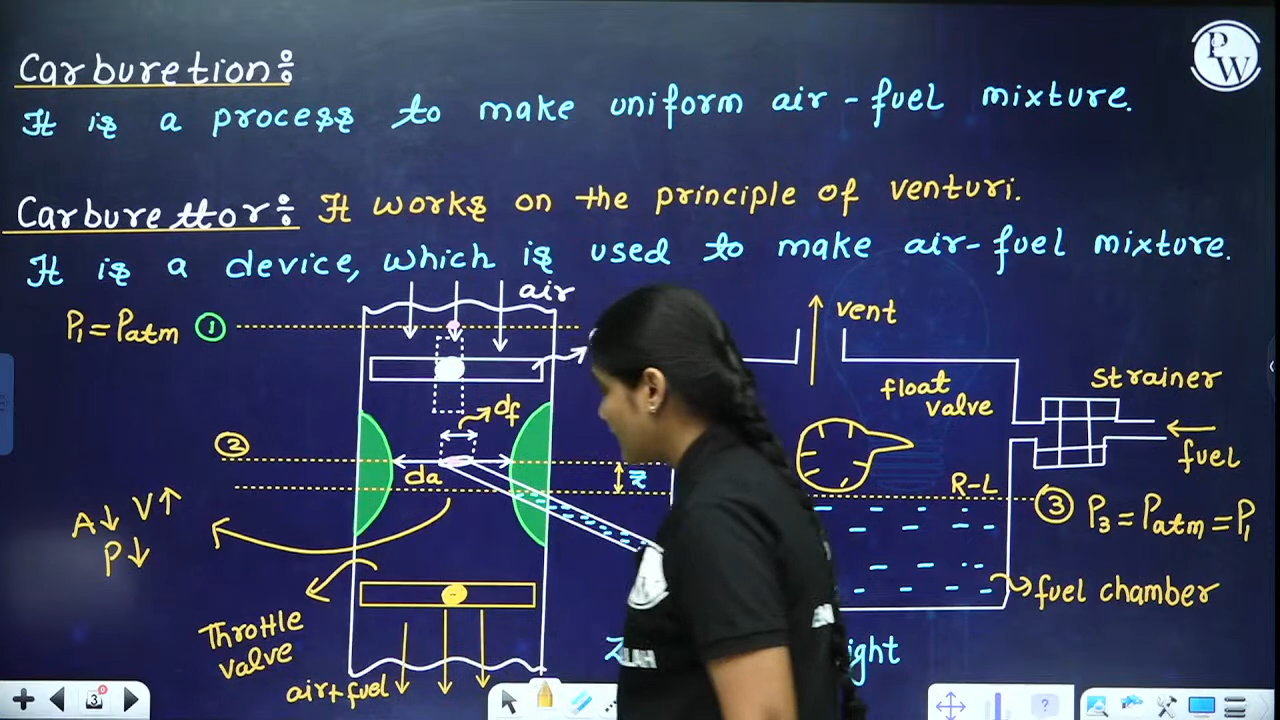 Carburetion:
PW
It is a process to make uniform air-fuel mixture.
Carburettor: It works on the principle of venturi.
It is a device, which is used to make air-fuel mixture.
air
P1 = Patm ①
vent
float valve
strainer
fuel
df
②
da
z
R-L
③ P3 = Patm = P1
A↓ V↑
P↓
fuel chamber
Throttle valve
air+fuel
3